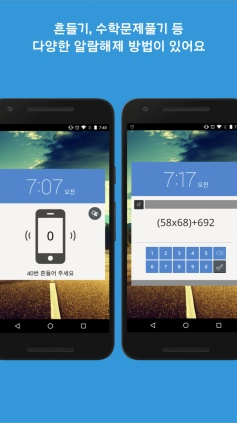 흔들기, 수학문제풀기 등
다양한 알람해제 방법이 있어요
7:40
7:07 오전
0
40번 흔들어 주세요
7:17 오전
(58x68)+692
1 2 3 4 5
6 7 8 9 0